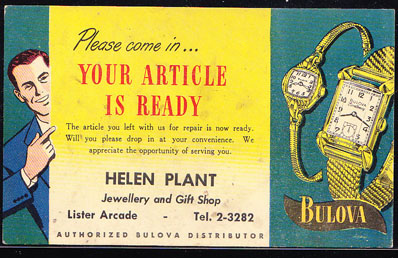 Please come in...
YOUR ARTICLE
IS READY
The article you left with us for repair is now ready.
Will you please drop in at your convenience. We
appreciate the opportunity of serving you.
HELEN PLANT
Jewellery and Gift Shop
Lister Arcade - Tel. 2-3282
AUTHORIZED BULOVA DISTRIBUTOR
BULOVA